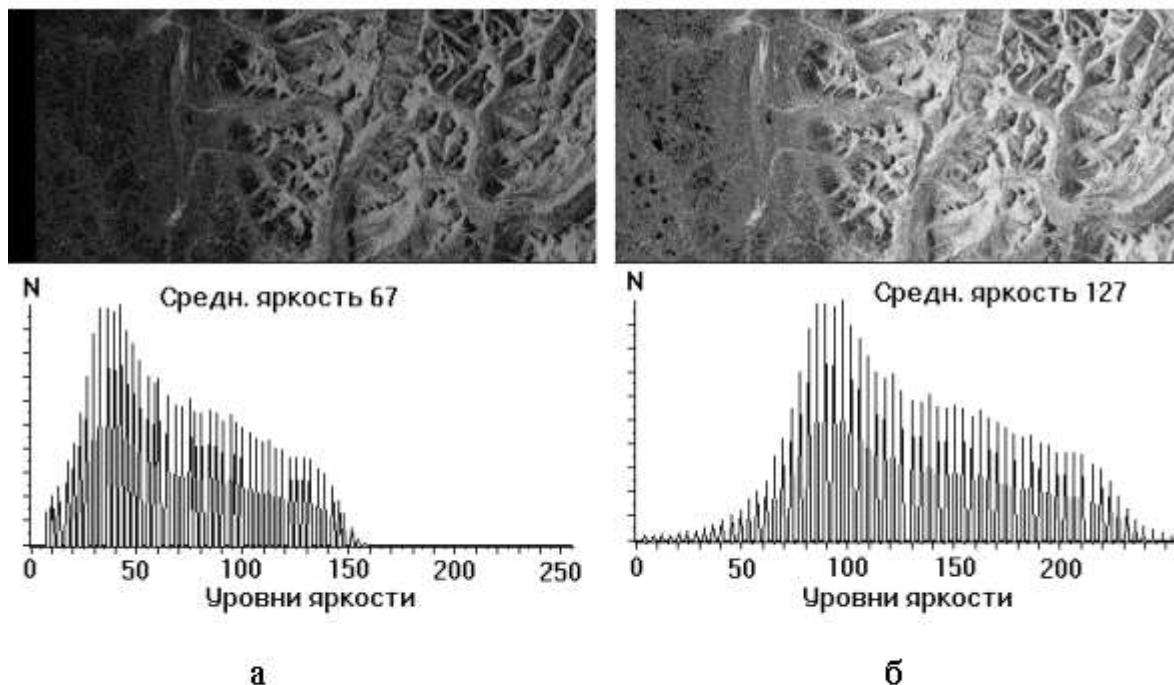 N
Средн. яркость 67
0 50 100 150 200 250
Уровни яркости
а
N
Средн. яркость 127
0 50 100 150 200
Уровни яркости
б